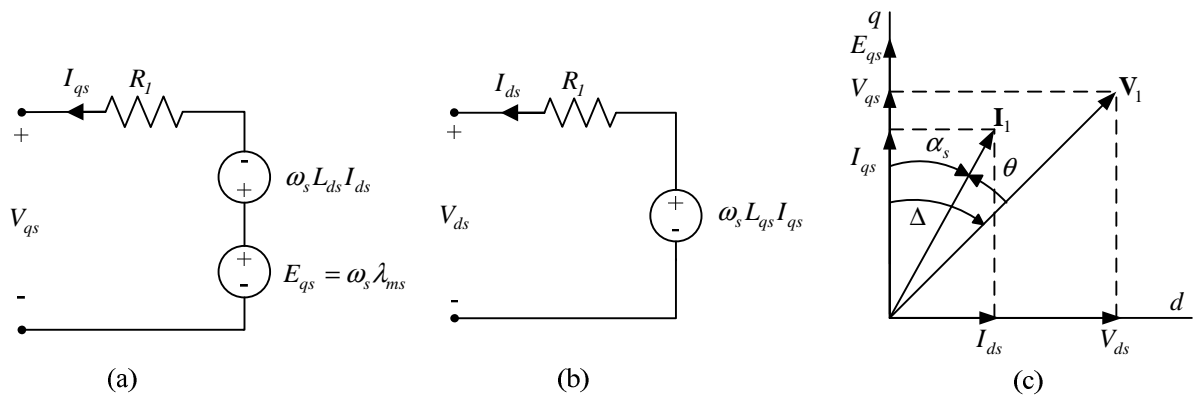 I_qs R_1
+
-
+
ω_s L_ds I_ds
V_qs
+
-
E_qs = ω_s λ_ms
-
(a)
I_ds R_1
+
V_ds
+
-
ω_s L_qs I_qs
-
(b)
q
E_qs
V_qs
V_1
I_1
α_s
I_qs
θ
Δ
d
I_ds V_ds
(c)